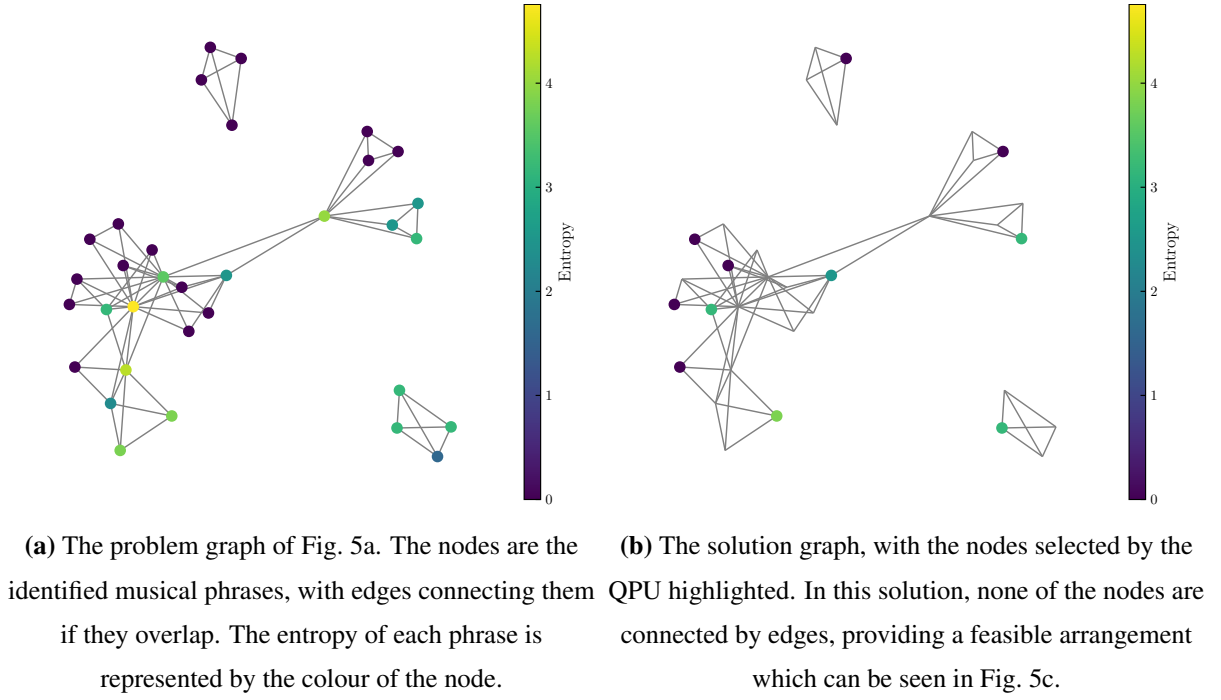 4
3
2
1
0
Entropy
4
3
2
1
0
Entropy
(a) The problem graph of Fig. 5a. The nodes are the
identified musical phrases, with edges connecting them
if they overlap. The entropy of each phrase is
represented by the colour of the node.
(b) The solution graph, with the nodes selected by the
QPU highlighted. In this solution, none of the nodes are
connected by edges, providing a feasible arrangement
which can be seen in Fig. 5c.